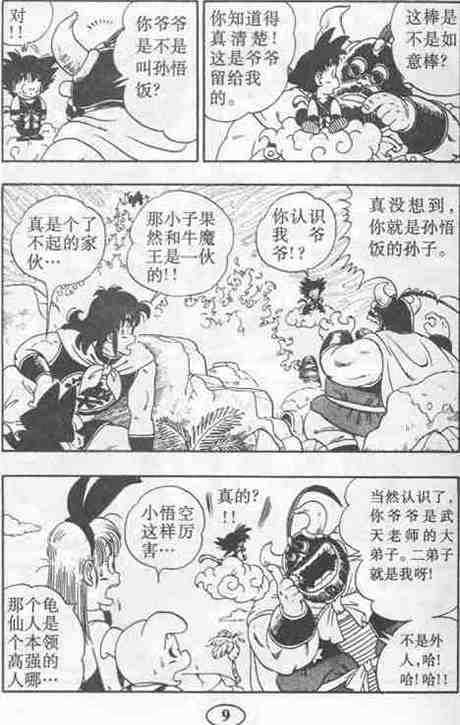 这棒是
不是如
意棒?
你知道得
真清楚!
这是爷爷
留给我
的。
你爷爷
是不是
叫孙悟
饭?
对
!!
真没想到,
你就是孙悟
饭的孙子。
你认识
我爷
爷!?
那小子果
然和牛魔
王是一伙
的!!
真是个了
不起的家
伙…
当然认识了,
你爷爷是武
天老师的大
弟子。二弟子
就是我呀!
不是外
人,哈!
哈!哈!!
真的?
!!
小悟空
这样厉
害…
那个龟
仙人是
个本领
高强的
人哪…
9